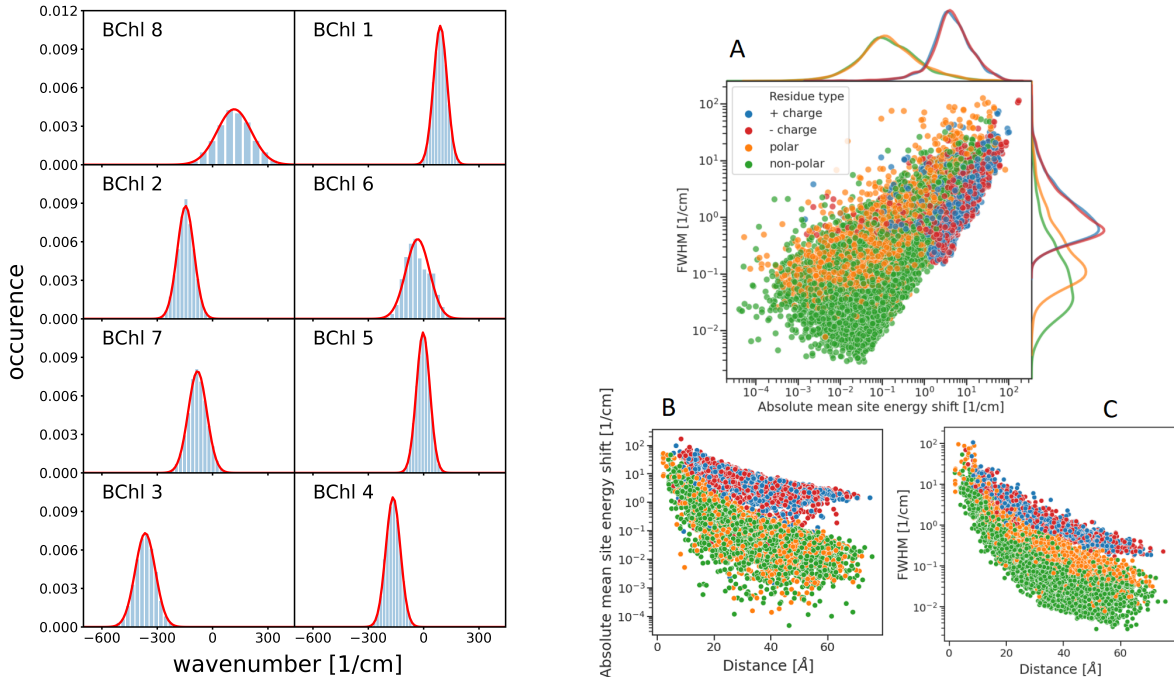 0.012
0.009
0.006
0.003
0.000
BChl 8
BChl 1
0.009
0.006
0.003
0.000
BChl 2
BChl 6
0.009
0.006
0.003
0.000
BChl 7
BChl 5
0.009
0.006
0.003
0.000
BChl 3
BChl 4
−600 −300 0 300 −600 −300 0 300
occurence
wavenumber [1/cm]
A
Residue type
+ charge
- charge
polar
non-polar
10² 
10¹
10⁰
10⁻¹
10⁻²
FWHM [1/cm]
10⁻⁴ 10⁻³ 10⁻² 10⁻¹ 10⁰ 10¹ 10²
Absolute mean site energy shift [1/cm]
B
10²
10¹
10⁰
10⁻¹
10⁻²
10⁻³
10⁻⁴
Absolute mean site energy shift [1/cm]
0 20 40 60
Distance [Å]
C
10²
10¹
10⁰
10⁻¹
10⁻²
FWHM [1/cm]
0 20 40 60
Distance [Å]